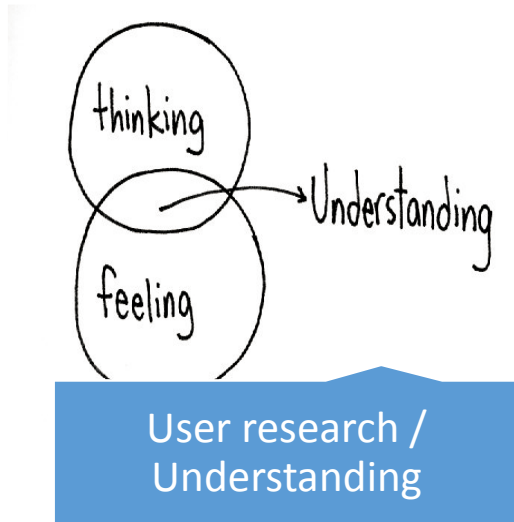 thinking
Understanding
feeling
User research /
Understanding